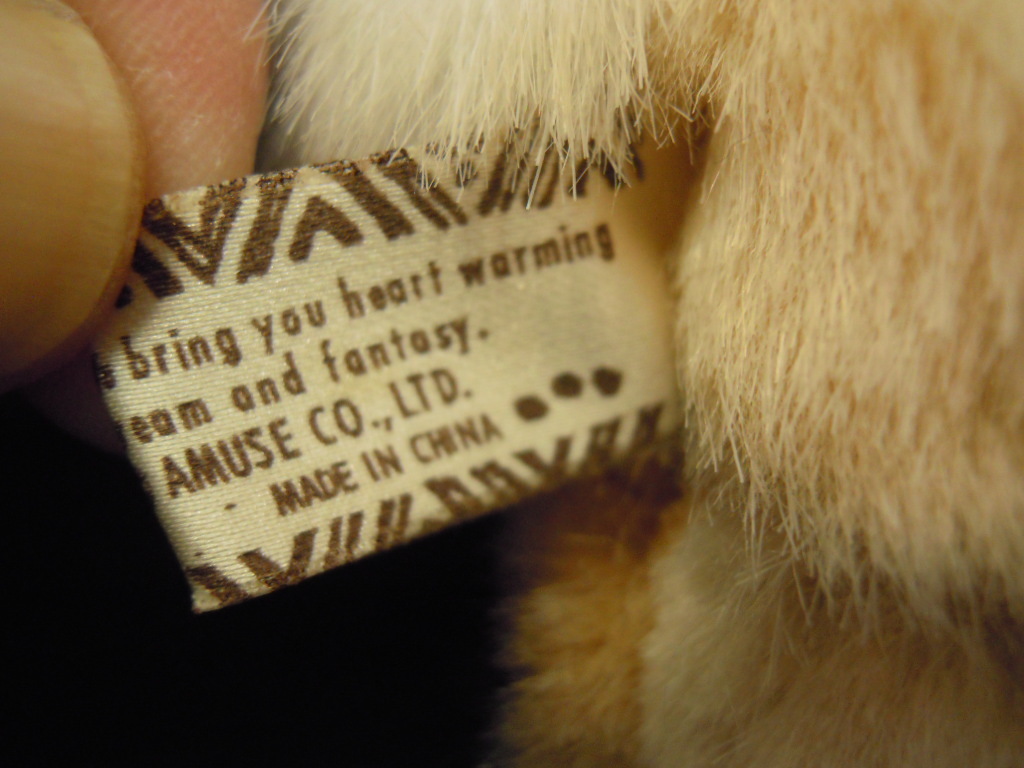 bring you heart warming
eam and fantasy.
AMUSE CO., LTD.
MADE IN CHINA